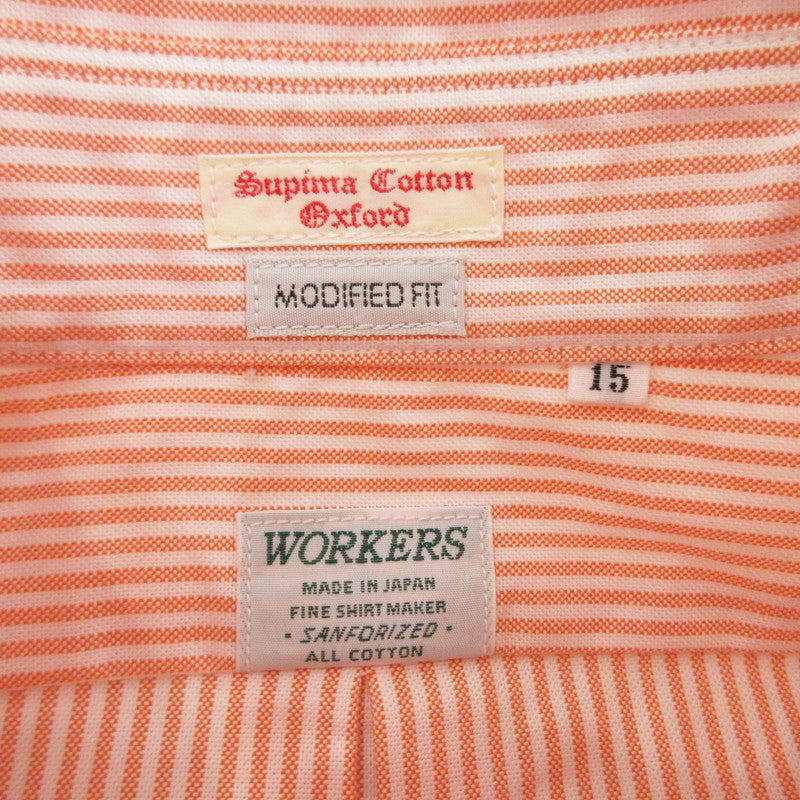 Supima Cotton
Oxford
MODIFIED FIT
15
WORKERS
MADE IN JAPAN
FINE SHIRT MAKER
· SANFORIZED ·
ALL COTTON